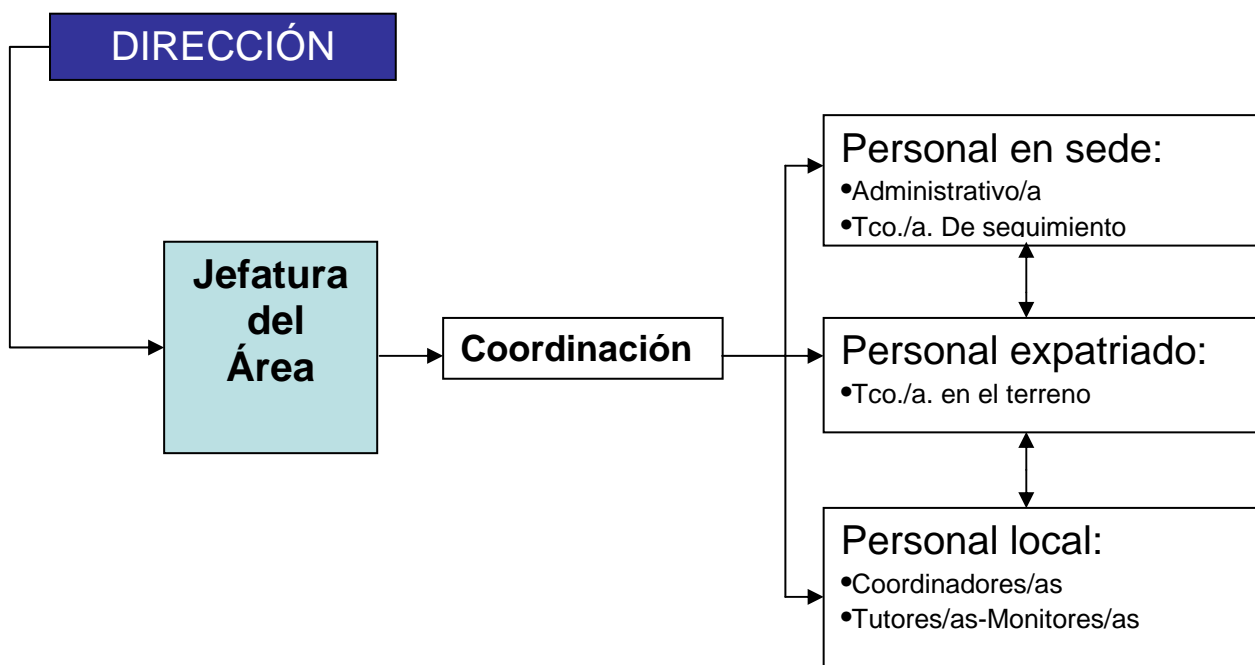 DIRECCIÓN
Jefatura
del
Área
Coordinación
Personal en sede:
•Administrativo/a
•Tco./a. De seguimiento
Personal expatriado:
•Tco./a. en el terreno
Personal local:
•Coordinadores/as
•Tutores/as-Monitores/as